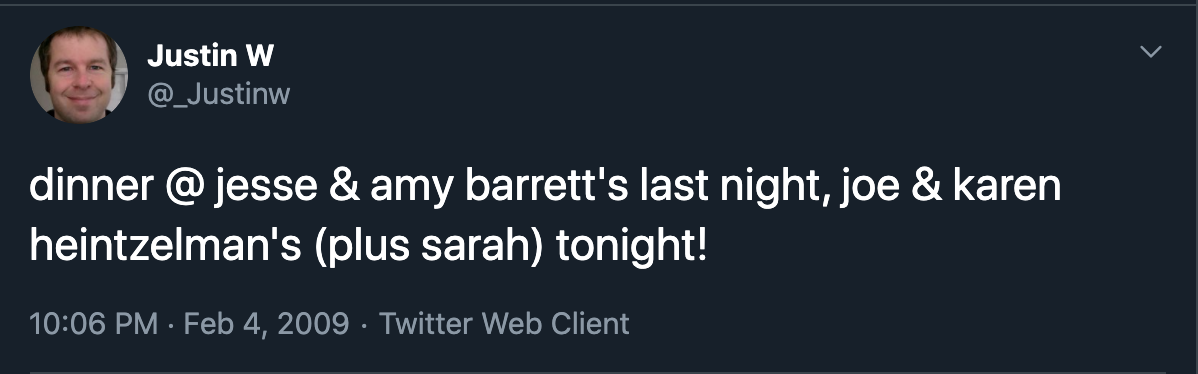 Justin W
@_Justinw
dinner @ jesse & amy barrett's last night, joe & karen
heintzelman's (plus sarah) tonight!
10:06 PM · Feb 4, 2009 · Twitter Web Client